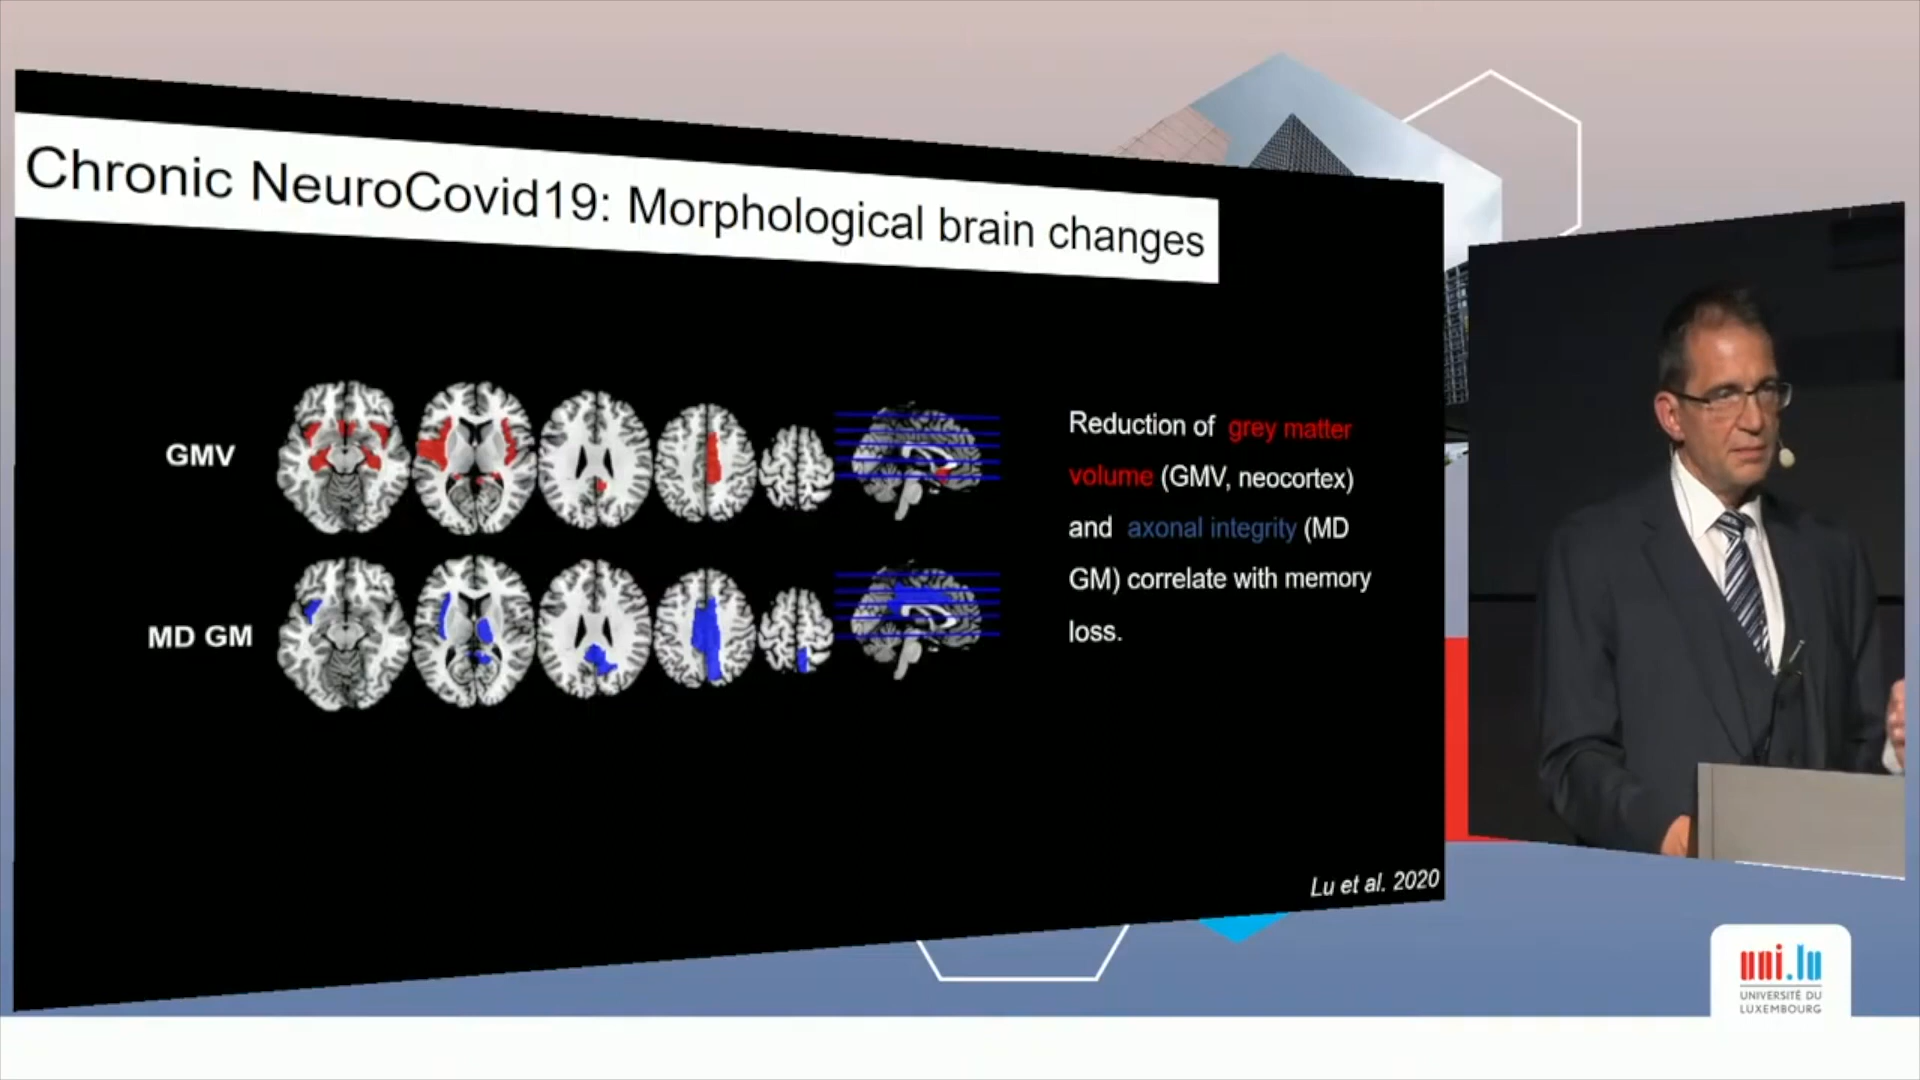 Chronic NeuroCovid19: Morphological brain changes
GMV
MD GM
Reduction of grey matter
volume (GMV, neocortex)
and axonal integrity (MD
GM) correlate with memory
loss.
Lu et al. 2020
uni.lu
UNIVERSITÉ DU
LUXEMBOURG